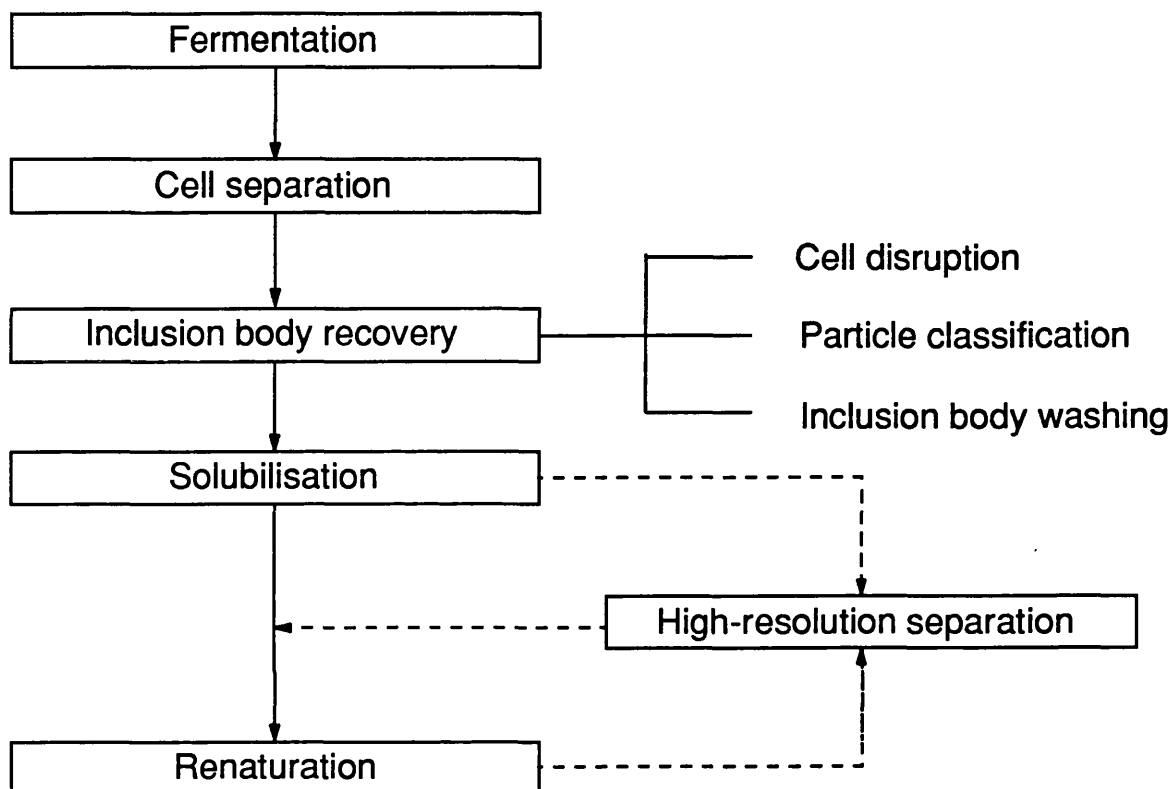 Fermentation
Cell separation
Cell disruption
Inclusion body recovery
Particle classification
Inclusion body washing
Solubilisation
High-resolution separation
Renaturation